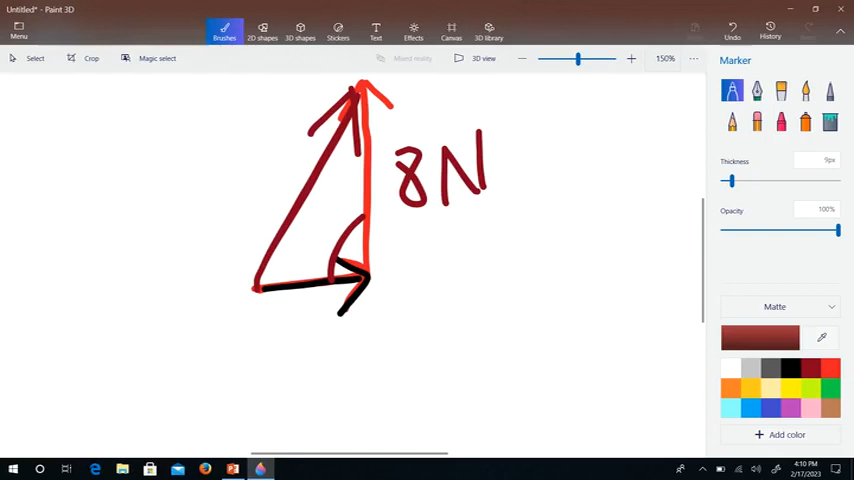 Untitled* - Paint 3D
Menu
Brushes
2D shapes
3D shapes
Stickers
Text
Effects
Canvas
3D library
Undo
History
Select
Crop
Magic select
Mixed reality
3D view
150%
Marker
Thickness
9px
Opacity
100%
Matte
Add color
8N
4:10 PM
2/17/2023